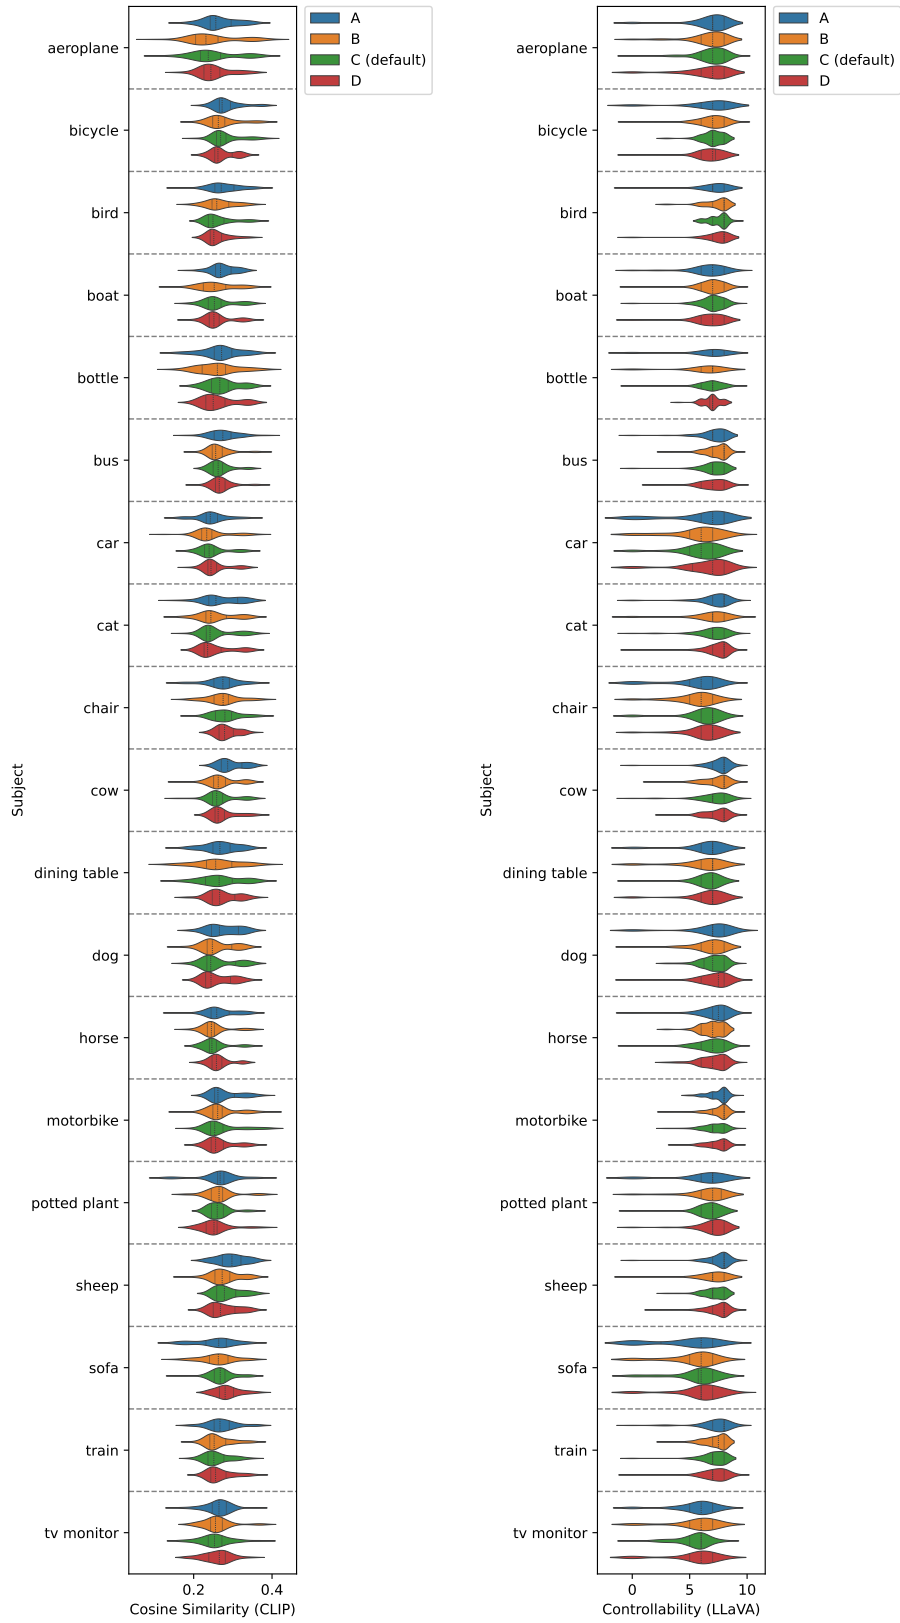 A
B
C (default)
D
aeroplane
bicycle
bird
boat
bottle
bus
car
cat
chair
cow
dining table
dog
horse
motorbike
potted plant
sheep
sofa
train
tv monitor
Subject
0.2 0.4
Cosine Similarity (CLIP)
A
B
C (default)
D
aeroplane
bicycle
bird
boat
bottle
bus
car
cat
chair
cow
dining table
dog
horse
motorbike
potted plant
sheep
sofa
train
tv monitor
Subject
0 5 10
Controllability (LLaVA)